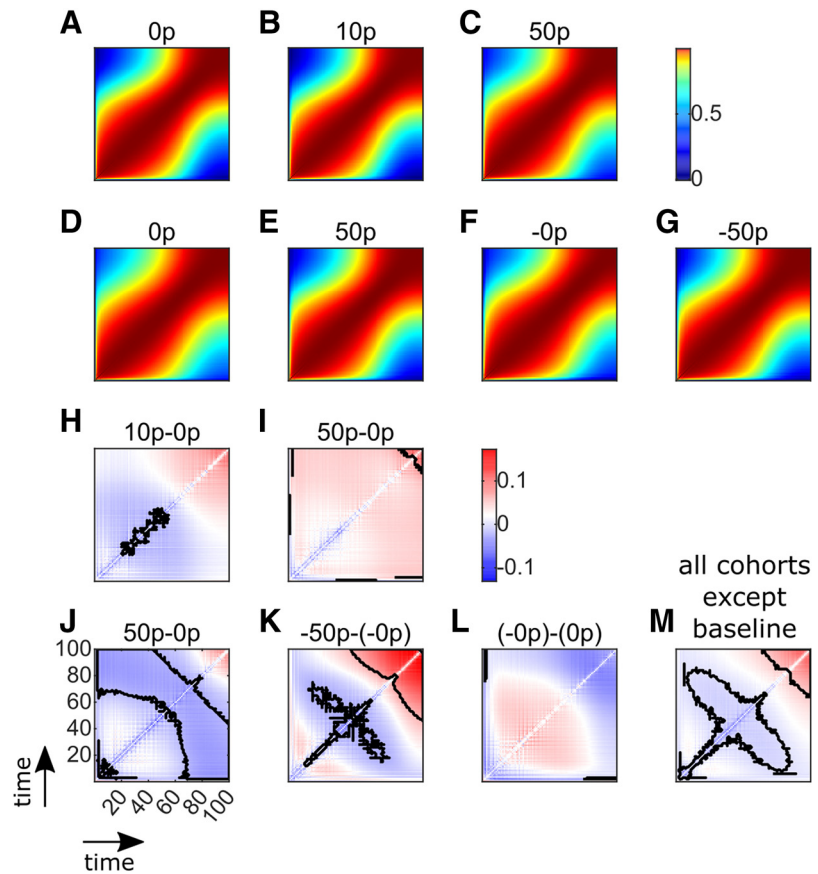 A B C
0p 10p 50p
0.5
0
D E F G
0p 50p -0p -50p
H I
10p-0p 50p-0p
0.1
0
-0.1
all cohorts
except
baseline
J K L M
50p-0p -50p-(-0p) (-0p)-(0p)
100
80
60
40
20
20 40 60 80 100
time
time